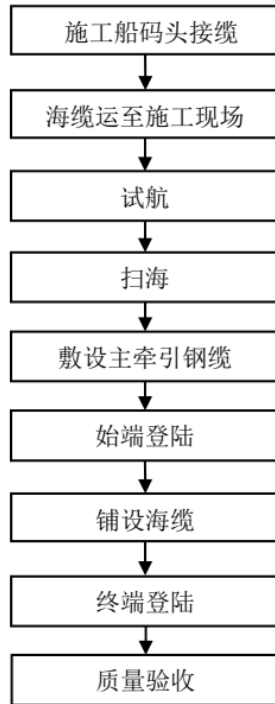 施工船码头接缆
海缆运至施工现场
试航
扫海
敷设主牵引钢缆
始端登陆
铺设海缆
终端登陆
质量验收